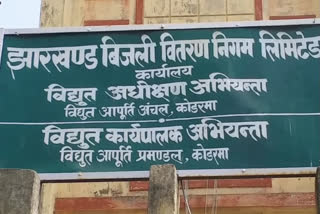 झारखण्ड बिजली वितरण निगम लिमिटेड
कार्यालय
विद्युत अधीक्षण अभियन्ता
विद्युत आपूर्ति अंचल, कोडरमा
विद्युत कार्यपालक अभियन्ता
विद्युत आपूर्ति प्रमण्डल, कोडरमा